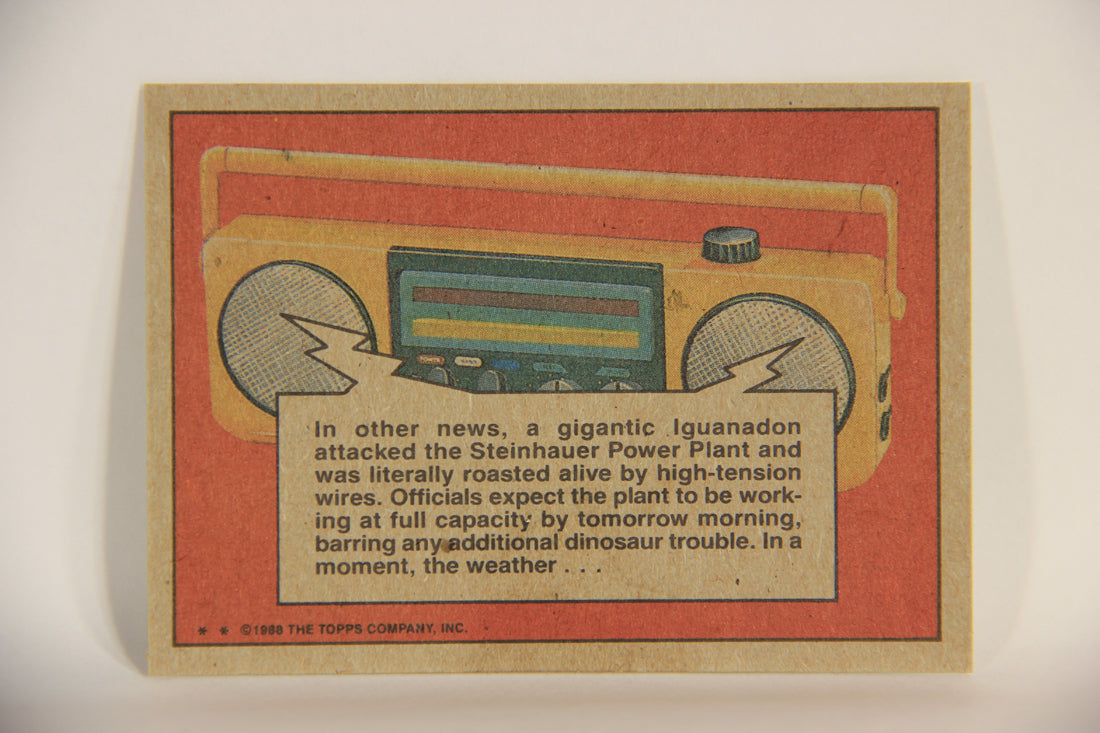 POWER
In other news, a gigantic Iguanadon
attacked the Steinhauer Power Plant and
was literally roasted alive by high-tension
wires. Officials expect the plant to be work-
ing at full capacity by tomorrow morning,
barring any additional dinosaur trouble. In a
moment, the weather . . .
* * ©1988 THE TOPPS COMPANY, INC.